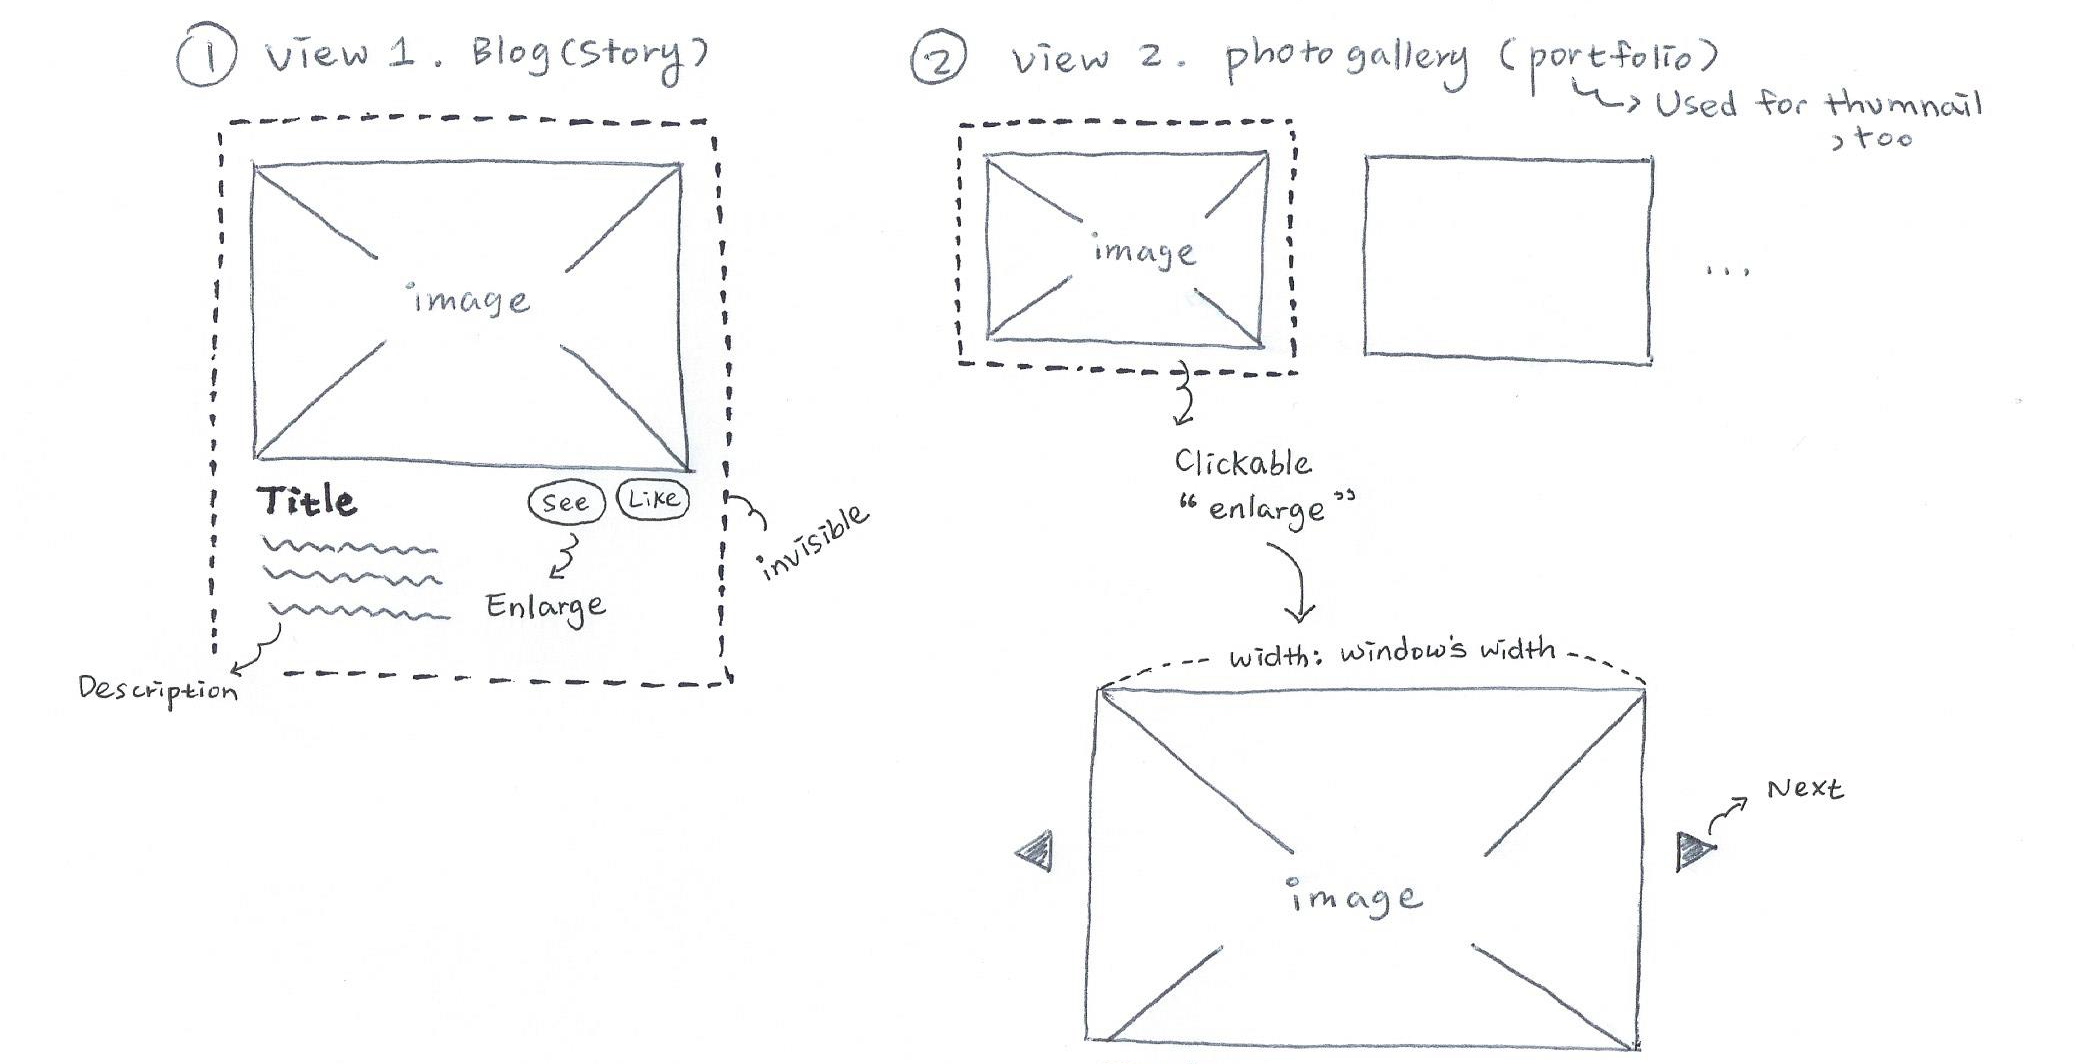 ① view 1. Blog(Story)
image
Title
See
Like
Enlarge
invisible
Description
② view 2. photo gallery (portfolio)
Used for thumnail
, too
image
...
Clickable
“enlarge”
width: window's width
image
Next